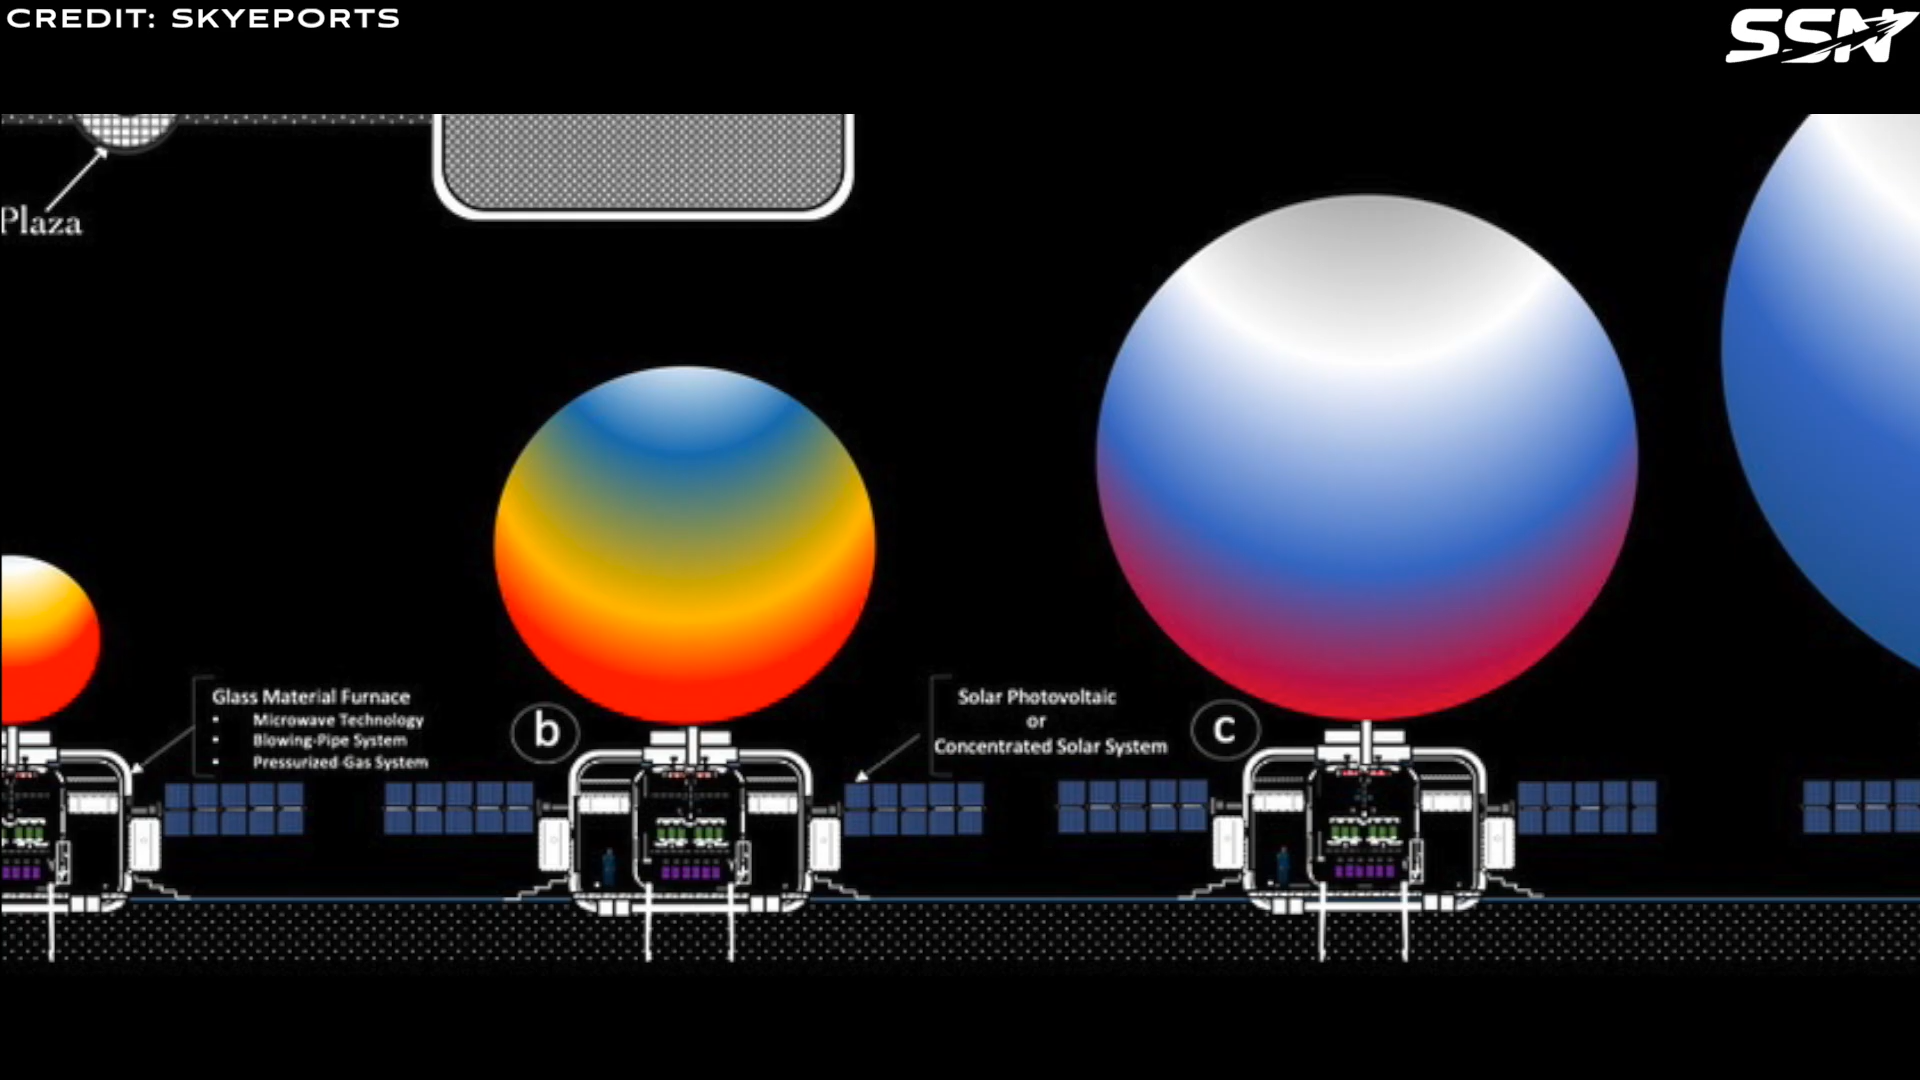 CREDIT: SKYEPORTS
SSN
Plaza
Glass Material Furnace
• Microwave Technology
• Blowing-Pipe System
• Pressurized Gas System
b
Solar Photovoltaic
or
Concentrated Solar System
c